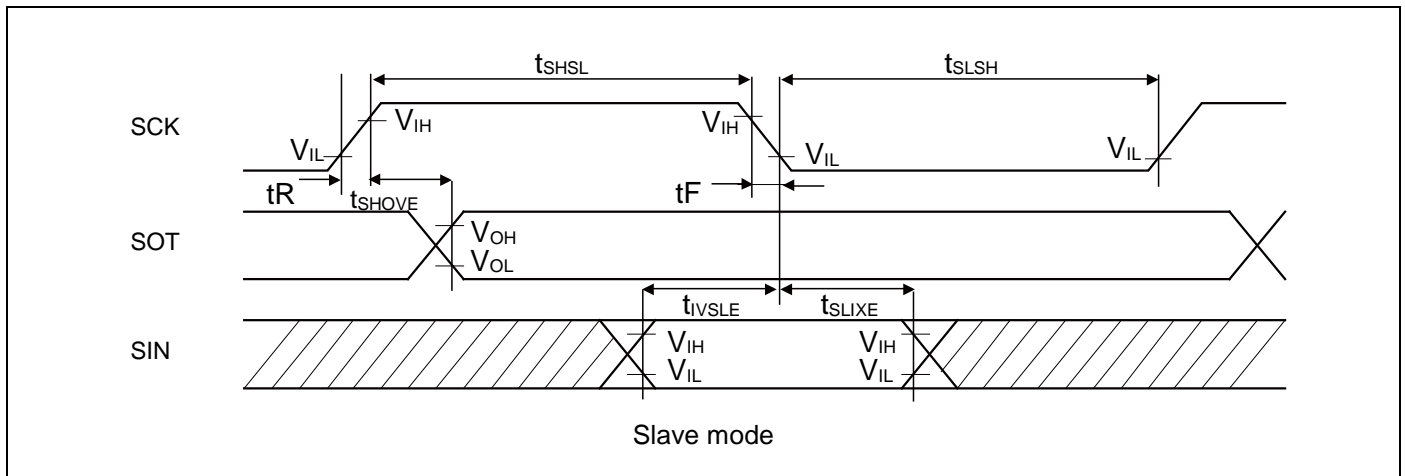 tSHSL
tSLSH
SCK
VIH
VIH
VIL
VIL
VIL
tR
tSHOVE
tF
SOT
VOH
VOL
tIVSLE
tSLIXE
SIN
VIH
VIH
VIL
VIL
Slave mode